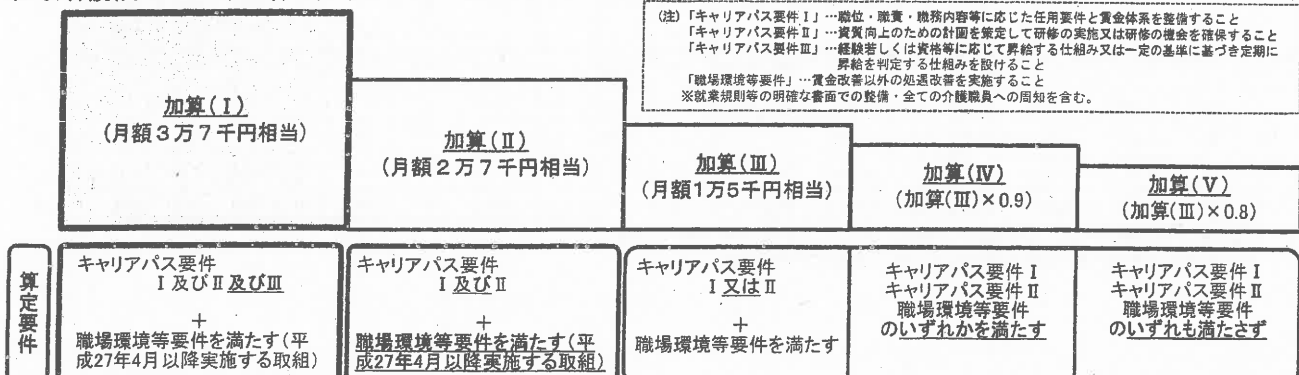 (注)「キャリアパス要件Ⅰ」…職位・職責・職務内容等に応じた任用要件と賃金体系を整備すること
「キャリアパス要件Ⅱ」…資質向上のための計画を策定して研修の実施又は研修の機会を確保すること
「キャリアパス要件Ⅲ」…経験若しくは資格等に応じて昇給する仕組み又は一定の基準に基づき定期に
昇給を判定する仕組みを設けること
「職場環境等要件」…賃金改善以外の処遇改善を実施すること
※就業規則等の明確な書面での整備・全ての介護職員への周知を含む。
加算(Ⅰ)
(月額3万7千円相当)
加算(Ⅱ)
(月額2万7千円相当)
加算(Ⅲ)
(月額1万5千円相当)
加算(Ⅳ)
(加算(Ⅲ)×0.9)
加算(Ⅴ)
(加算(Ⅲ)×0.8)
算定要件
キャリアパス要件
Ⅰ及びⅡ及びⅢ
+
職場環境等要件を満たす(平
成27年4月以降実施する取組)
キャリアパス要件
Ⅰ及びⅡ
+
職場環境等要件を満たす(平
成27年4月以降実施する取組)
キャリアパス要件
Ⅰ又はⅡ
+
職場環境等要件を満たす
キャリアパス要件Ⅰ
キャリアパス要件Ⅱ
職場環境等要件
のいずれかを満たす
キャリアパス要件Ⅰ
キャリアパス要件Ⅱ
職場環境等要件
のいずれも満たさず